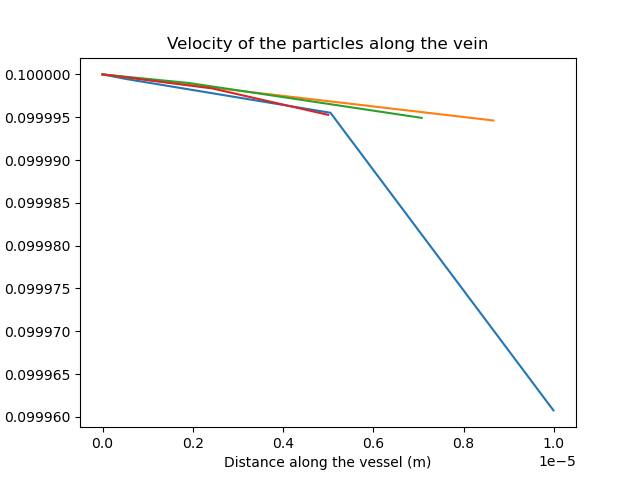 Velocity of the particles along the vein
0.100000
0.099995
0.099990
0.099985
0.099980
0.099975
0.099970
0.099965
0.099960
0.0 0.2 0.4 0.6 0.8 1.0
1e−5
Distance along the vessel (m)